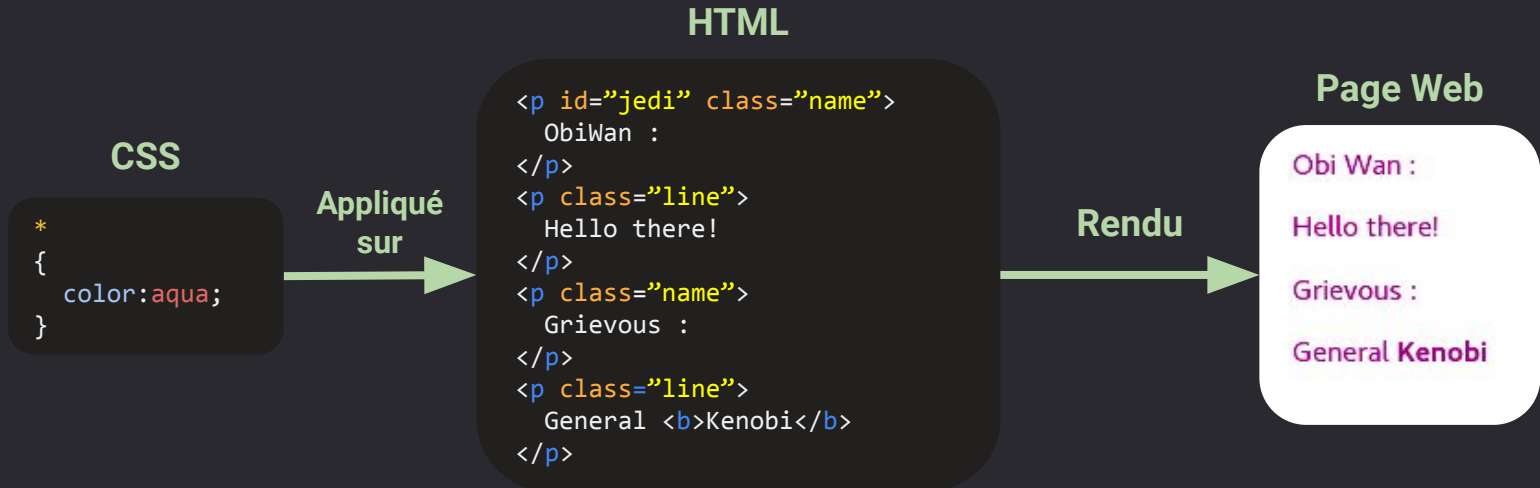 CSS
*
{
  color:aqua;
}
Appliqué
sur
HTML
<p id=”jedi” class=”name”>
  ObiWan :
</p>
<p class=”line”>
  Hello there!
</p>
<p class=”name”>
  Grievous :
</p>
<p class=”line”>
  General <b>Kenobi</b>
</p>
Rendu
Page Web
Obi Wan :
Hello there!
Grievous :
General Kenobi